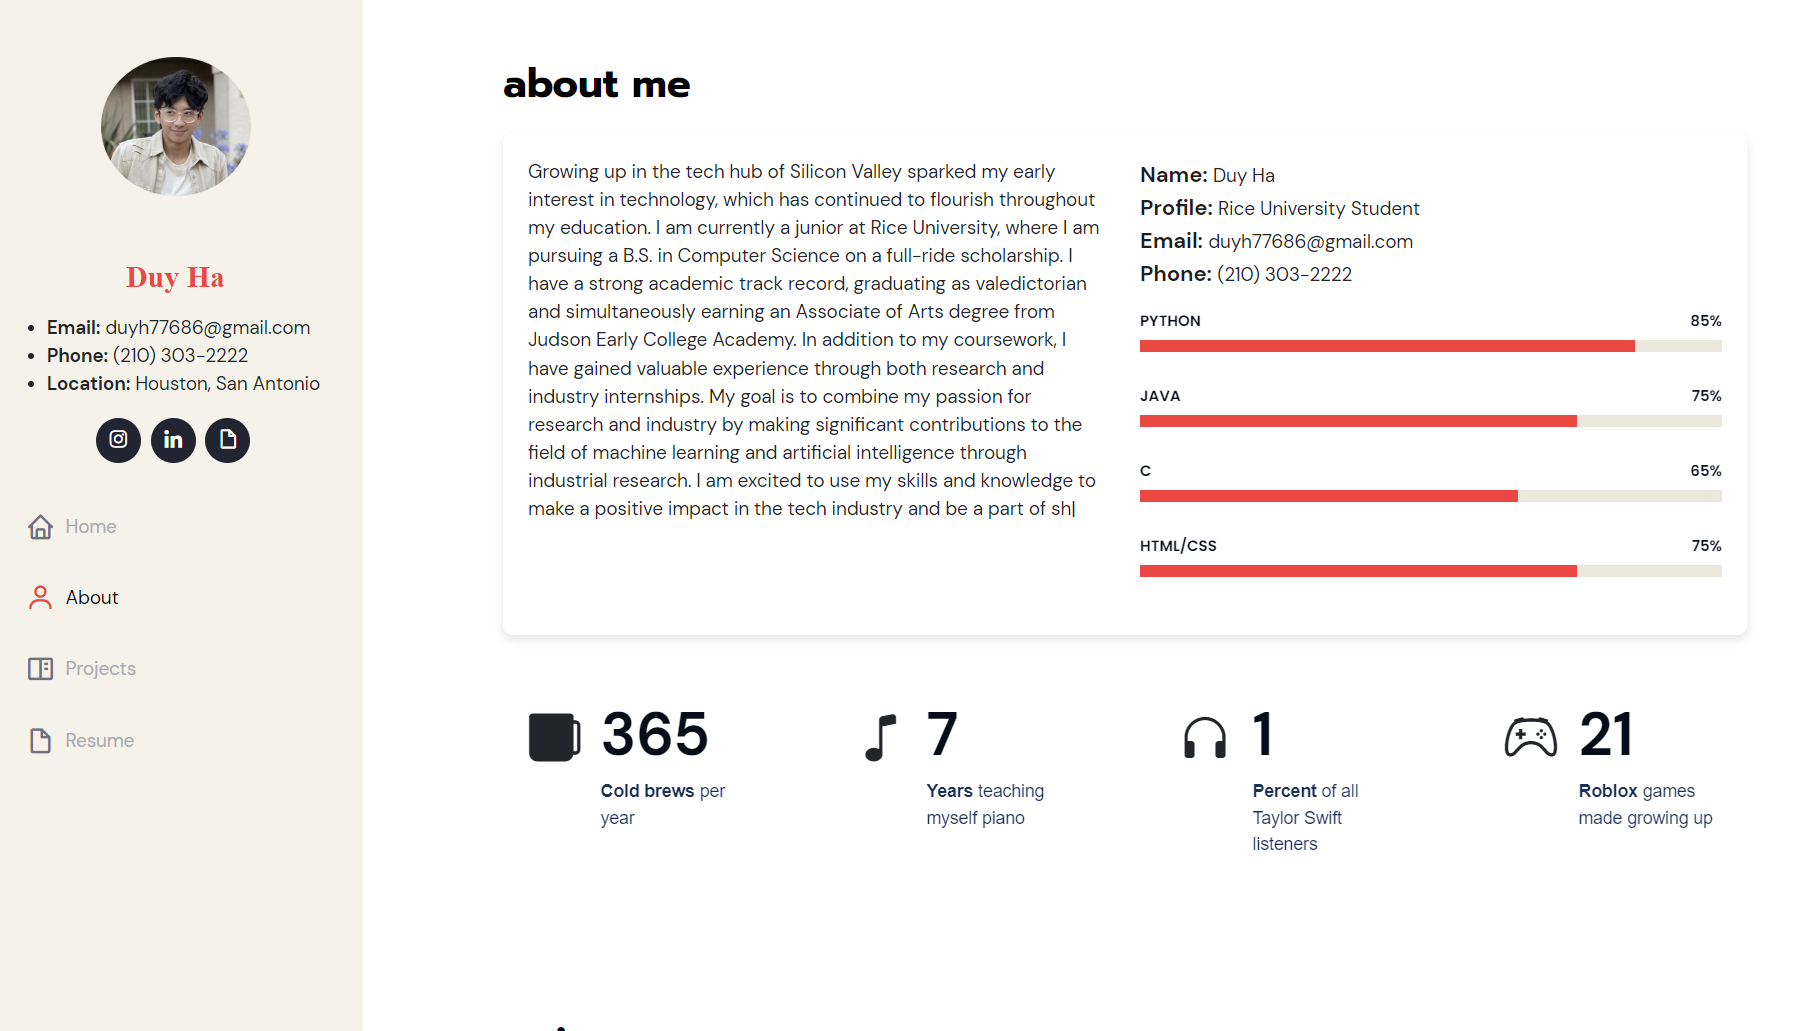 Duy Ha
Email: duyh77686@gmail.com
Phone: (210) 303-2222
Location: Houston, San Antonio
in
Home
About
Projects
Resume
about me
Growing up in the tech hub of Silicon Valley sparked my early
interest in technology, which has continued to flourish throughout
my education. I am currently a junior at Rice University, where I am
pursuing a B.S. in Computer Science on a full-ride scholarship. I
have a strong academic track record, graduating as valedictorian
and simultaneously earning an Associate of Arts degree from
Judson Early College Academy. In addition to my coursework, I
have gained valuable experience through both research and
industry internships. My goal is to combine my passion for
research and industry by making significant contributions to the
field of machine learning and artificial intelligence through
industrial research. I am excited to use my skills and knowledge to
make a positive impact in the tech industry and be a part of sh|
Name: Duy Ha
Profile: Rice University Student
Email: duyh77686@gmail.com
Phone: (210) 303-2222
PYTHON 85%
JAVA 75%
C 65%
HTML/CSS 75%
365
Cold brews per
year
7
Years teaching
myself piano
1
Percent of all
Taylor Swift
listeners
21
Roblox games
made growing up